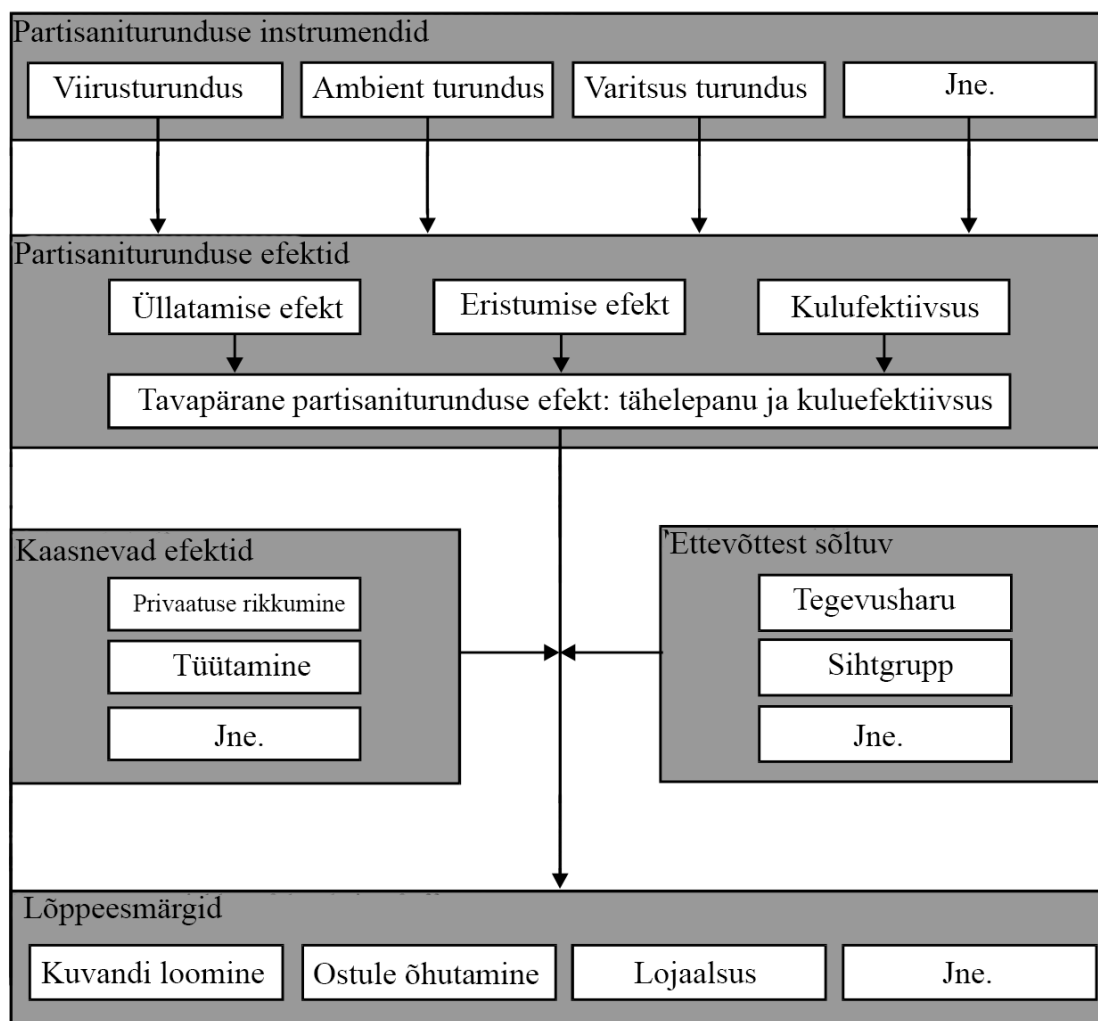 Partisaniturunduse instrumendid
Viirusturundus
Ambient turundus
Varitsus turundus
Jne.
Partisaniturunduse efektid
Üllatamise efekt
Eristumise efekt
Kulufektiivsus
Tavapärane partisaniturunduse efekt: tähelepanu ja kuluefektiivsus
Kaasnevad efektid
Privaatuse rikkumine
Tüütamine
Jne.
Ettevõttest sõltuv
Tegevusharu
Sihtgrupp
Jne.
Lõppeesmärgid
Kuvandi loomine
Ostule õhutamine
Lojaalsus
Jne.